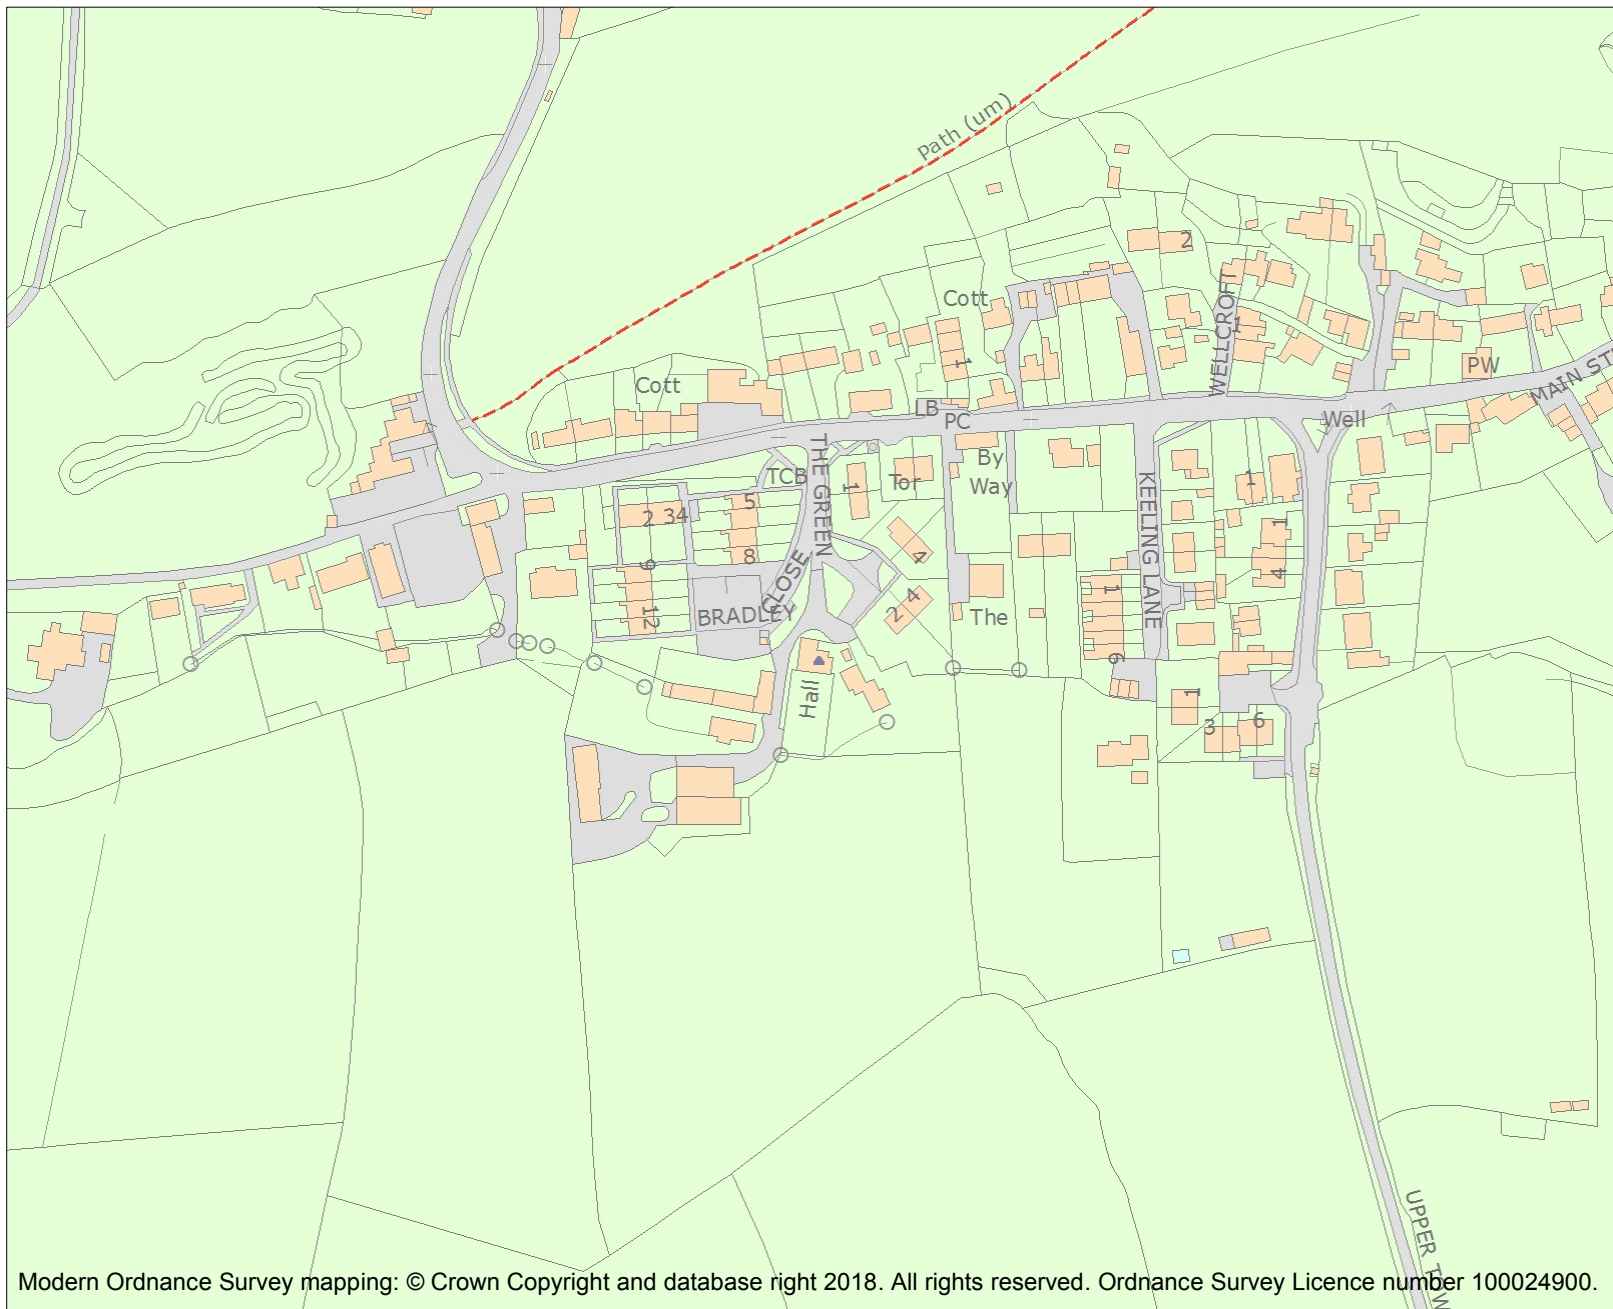 Path (um)
2
Cott
WELLCROFT
1
1
Cott
PW
MAIN ST
LB
PC
Well
TCB
THE GREEN
By
Way
Tor
1
1
5
2
34
8
KEELING LANE
1
4
4
9
CLOSE
2
4
1
12
BRADLEY
The
6
Hall
1
3
6
UPPER T
Modern Ordnance Survey mapping: © Crown Copyright and database right 2018. All rights reserved. Ordnance Survey Licence number 100024900.